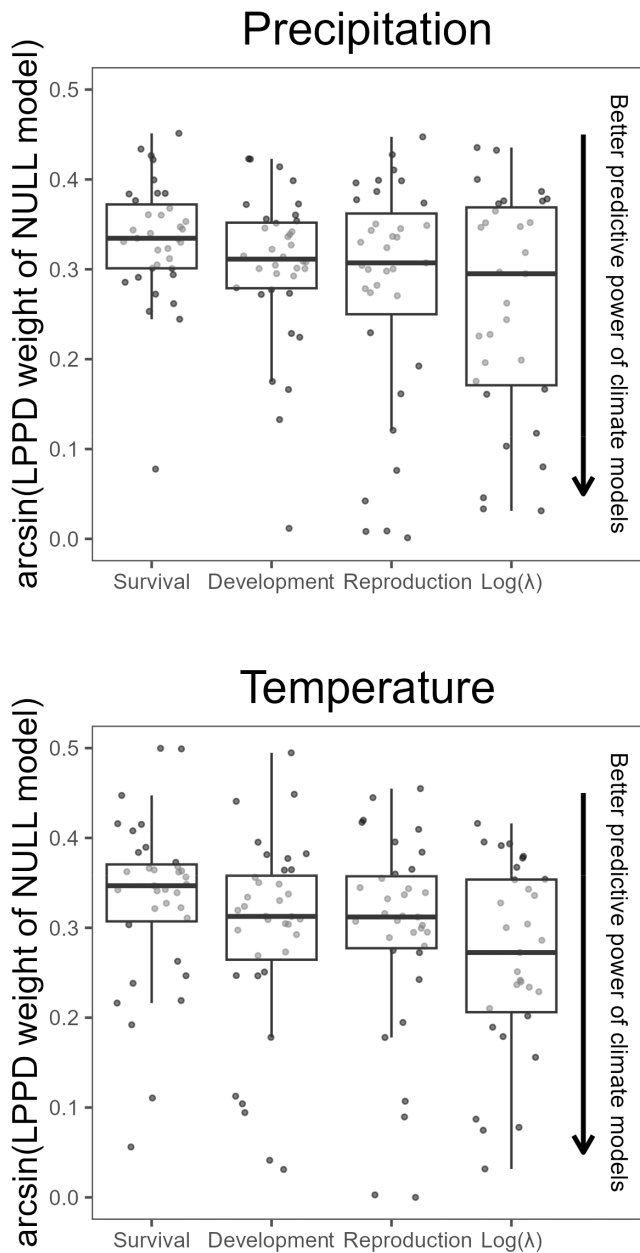 Precipitation
arcsin(LPPD weight of NULL model)
0.5
0.4
0.3
0.2
0.1
0.0
Better predictive power of climate models
Survival Development Reproduction Log(λ)
Temperature
arcsin(LPPD weight of NULL model)
0.5
0.4
0.3
0.2
0.1
0.0
Better predictive power of climate models
Survival Development Reproduction Log(λ)